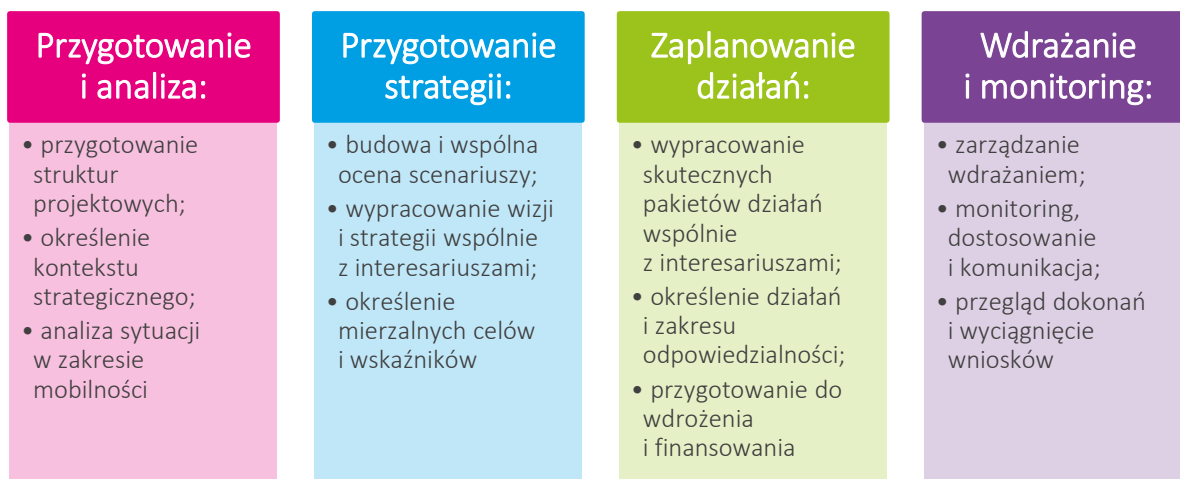 Przygotowanie
i analiza:
• przygotowanie
struktur
projektowych;
• określenie
kontekstu
strategicznego;
• analiza sytuacji
w zakresie
mobilności
Przygotowanie
strategii:
• budowa i wspólna
ocena scenariuszy;
• wypracowanie wizji
i strategii wspólnie
z interesariuszami;
• określenie
mierzalnych celów
i wskaźników
Zaplanowanie
działań:
• wypracowanie
skutecznych
pakietów działań
wspólnie
z interesariuszami;
• określenie działań
i zakresu
odpowiedzialności;
• przygotowanie do
wdrożenia
i finansowania
Wdrażanie
i monitoring:
• zarządzanie
wdrażaniem;
• monitoring,
dostosowanie
i komunikacja;
• przegląd dokonań
i wyciągnięcie
wniosków